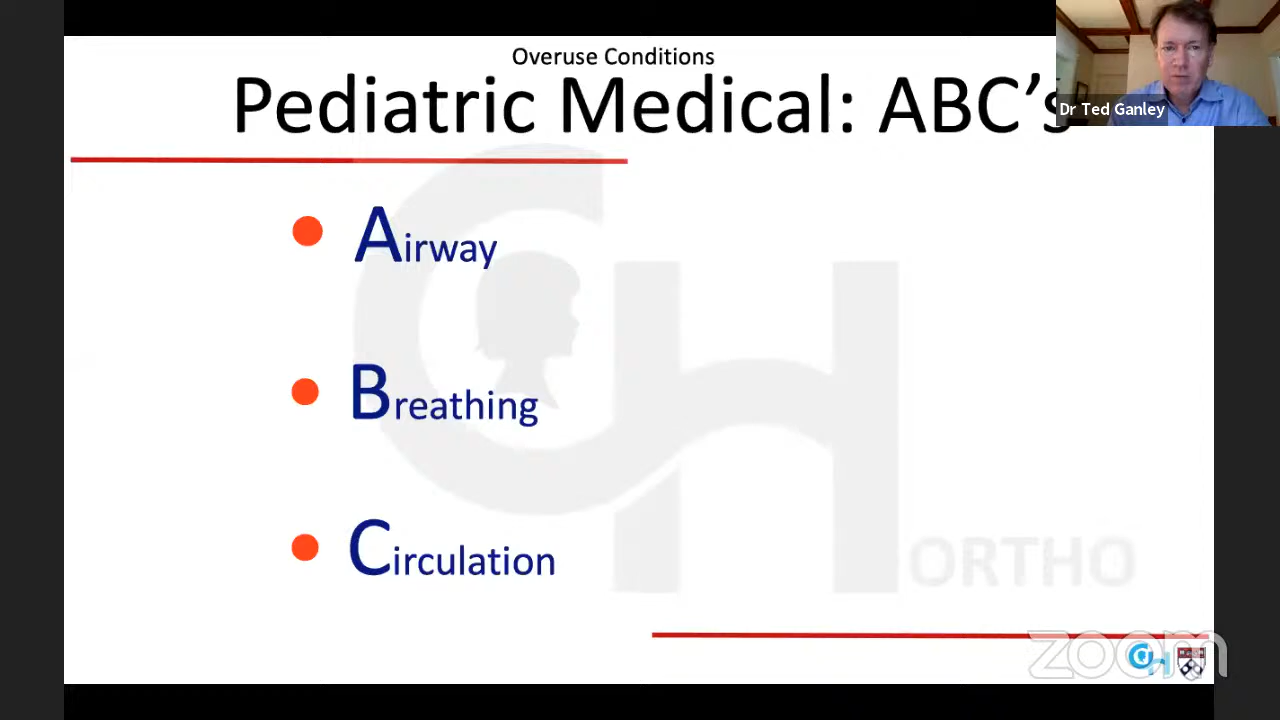 Overuse Conditions
Pediatric Medical: ABC’s
Dr Ted Ganley
Airway
Breathing
Circulation
ORTHO
zoom